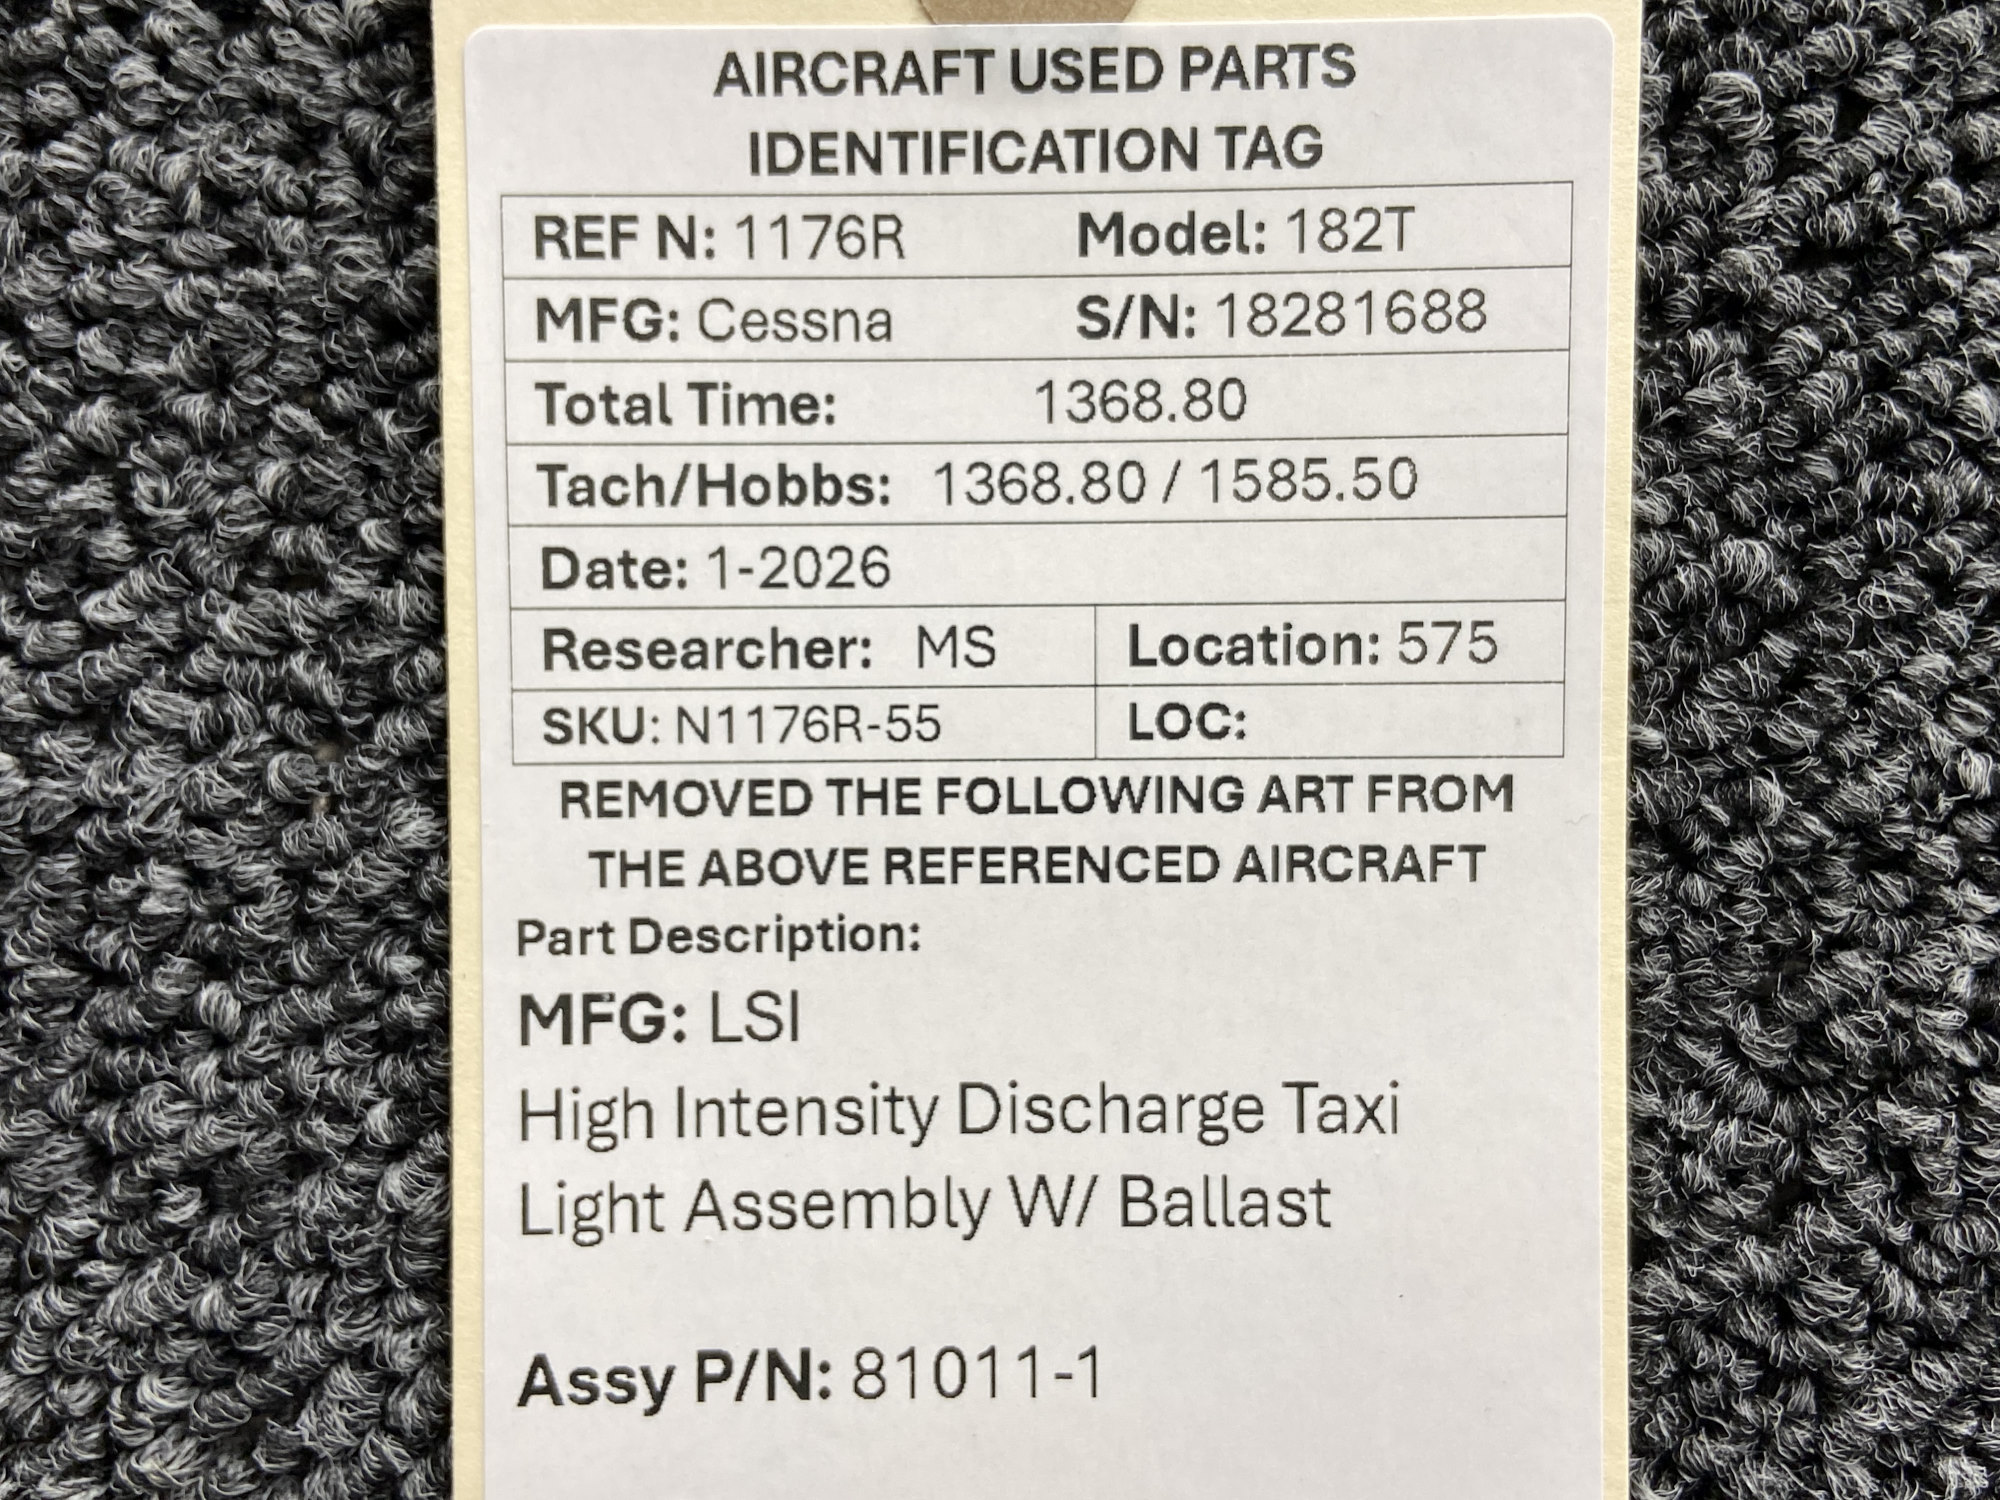 AIRCRAFT USED PARTS
IDENTIFICATION TAG
REF N: 1176R Model: 182T
MFG: Cessna S/N: 18281688
Total Time: 1368.80
Tach/Hobbs: 1368.80 / 1585.50
Date: 1-2026
Researcher: MS Location: 575
SKU: N1176R-55 LOC:
REMOVED THE FOLLOWING ART FROM
THE ABOVE REFERENCED AIRCRAFT
Part Description:
MFG: LSI
High Intensity Discharge Taxi
Light Assembly W/ Ballast
Assy P/N: 81011-1